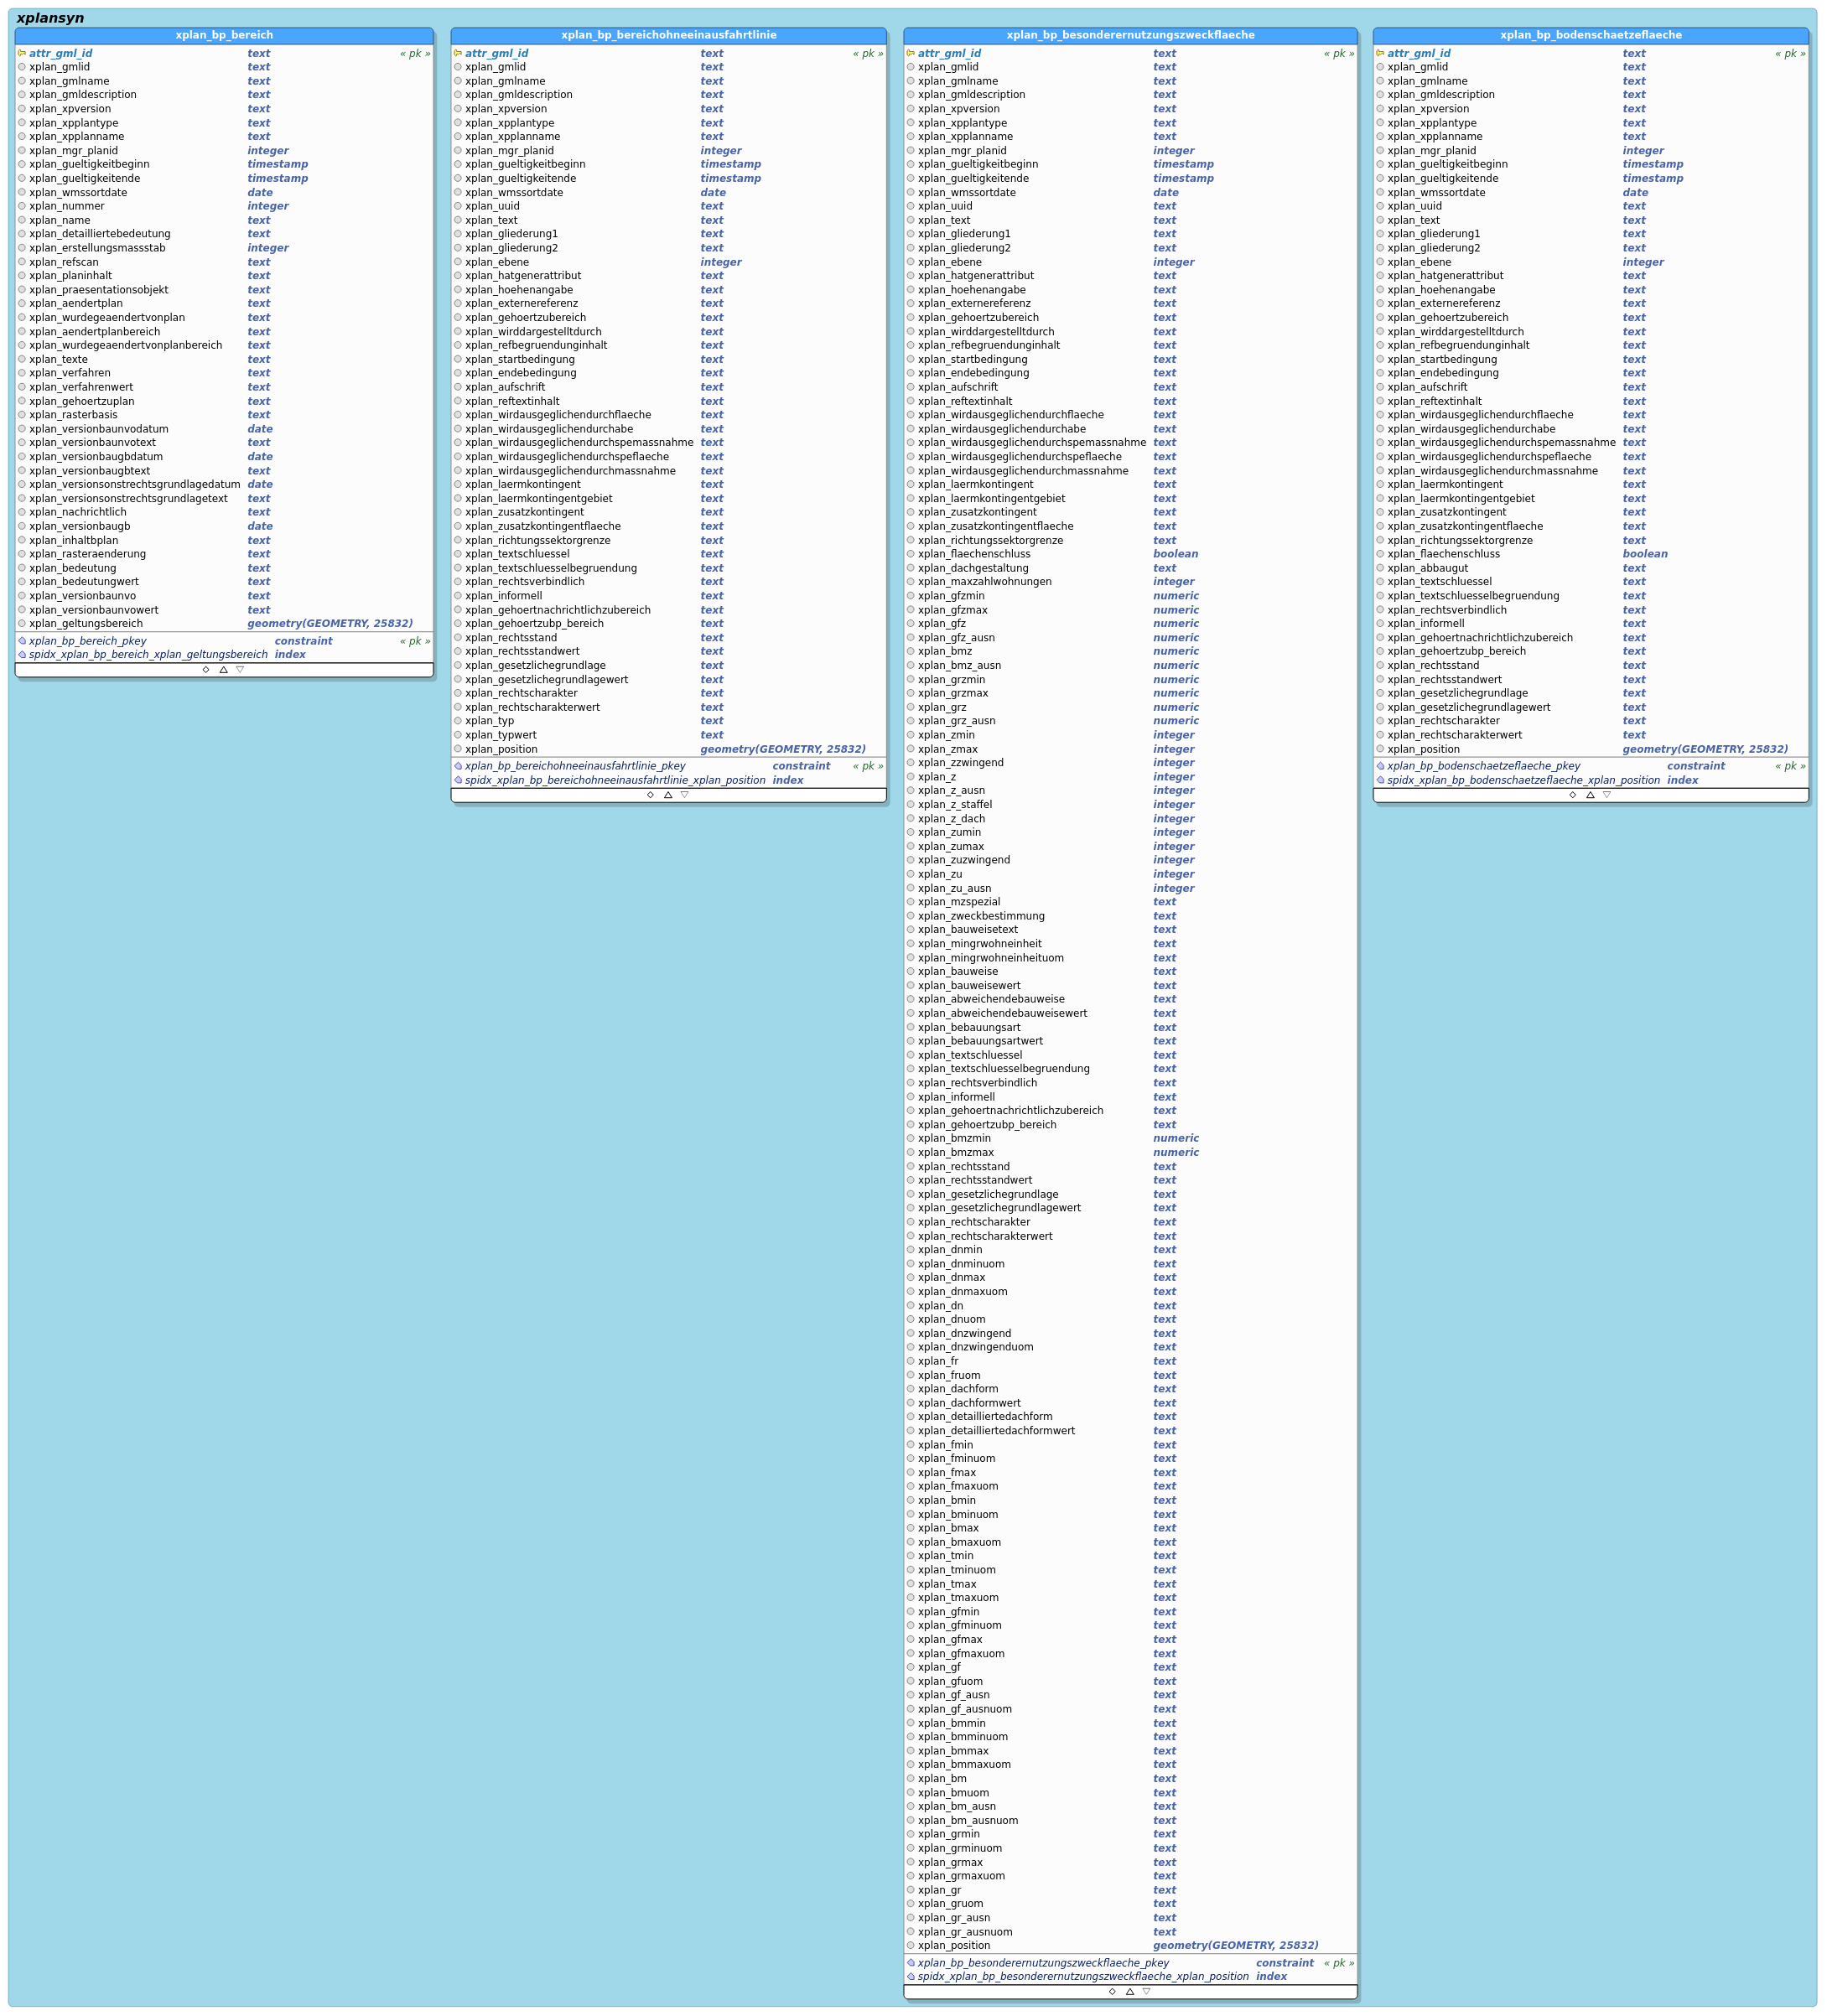 xplansyn
xplan_bp_bereich
attr_gml_id text « pk »
xplan_gmlid text
xplan_gmlname text
xplan_gmldescription text
xplan_xpversion text
xplan_xpplantype text
xplan_xpplanname text
xplan_mgr_planid integer
xplan_gueltigkeitbeginn timestamp
xplan_gueltigkeitende timestamp
xplan_wmssortdate date
xplan_nummer integer
xplan_name text
xplan_detailliertebedeutung text
xplan_erstellungsmassstab integer
xplan_refscan text
xplan_planinhalt text
xplan_praesentationsobjekt text
xplan_aendertplan text
xplan_wurdegeaendertvonplan text
xplan_aendertplanbereich text
xplan_wurdegeaendertvonplanbereich text
xplan_texte text
xplan_verfahren text
xplan_verfahrenwert text
xplan_gehoertzuplan text
xplan_rasterbasis text
xplan_versionbaunvodatum date
xplan_versionbaunvotext text
xplan_versionbaugbdatum date
xplan_versionbaugbtext text
xplan_versionsonstrechtsgrundlagedatum date
xplan_versionsonstrechtsgrundlagetext text
xplan_nachrichtlich text
xplan_versionbaugb date
xplan_inhaltbplan text
xplan_rasteraenderung text
xplan_bedeutung text
xplan_bedeutungwert text
xplan_versionbaunvo text
xplan_versionbaunvowert text
xplan_geltungsbereich geometry(GEOMETRY, 25832)
xplan_bp_bereich_pkey constraint « pk »
spidx_xplan_bp_bereich_xplan_geltungsbereich index
xplan_bp_bereichohneeinausfahrtlinie
attr_gml_id text « pk »
xplan_gmlid text
xplan_gmlname text
xplan_gmldescription text
xplan_xpversion text
xplan_xpplantype text
xplan_xpplanname text
xplan_mgr_planid integer
xplan_gueltigkeitbeginn timestamp
xplan_gueltigkeitende timestamp
xplan_wmssortdate date
xplan_uuid text
xplan_text text
xplan_gliederung1 text
xplan_gliederung2 text
xplan_ebene integer
xplan_hatgenerattribut text
xplan_hoehenangabe text
xplan_externereferenz text
xplan_gehoertzubereich text
xplan_wirddargestelltdurch text
xplan_refbegruendunginhalt text
xplan_startbedingung text
xplan_endebedingung text
xplan_aufschrift text
xplan_reftextinhalt text
xplan_wirdausgeglichendurchflaeche text
xplan_wirdausgeglichendurchabe text
xplan_wirdausgeglichendurchspemassnahme text
xplan_wirdausgeglichendurchspeflaeche text
xplan_wirdausgeglichendurchmassnahme text
xplan_laermkontingent text
xplan_laermkontingentgebiet text
xplan_zusatzkontingent text
xplan_zusatzkontingentflaeche text
xplan_richtungssektorgrenze text
xplan_textschluessel text
xplan_textschluesselbegruendung text
xplan_rechtsverbindlich text
xplan_informell text
xplan_gehoertnachrichtlichzubereich text
xplan_gehoertzubp_bereich text
xplan_rechtsstand text
xplan_rechtsstandwert text
xplan_gesetzlichegrundlage text
xplan_gesetzlichegrundlagewert text
xplan_rechtscharakter text
xplan_rechtscharakterwert text
xplan_typ text
xplan_typwert text
xplan_position geometry(GEOMETRY, 25832)
xplan_bp_bereichohneeinausfahrtlinie_pkey constraint « pk »
spidx_xplan_bp_bereichohneeinausfahrtlinie_xplan_position index
xplan_bp_besonderernutzungszweckflaeche
attr_gml_id text « pk »
xplan_gmlid text
xplan_gmlname text
xplan_gmldescription text
xplan_xpversion text
xplan_xpplantype text
xplan_xpplanname text
xplan_mgr_planid integer
xplan_gueltigkeitbeginn timestamp
xplan_gueltigkeitende timestamp
xplan_wmssortdate date
xplan_uuid text
xplan_text text
xplan_gliederung1 text
xplan_gliederung2 text
xplan_ebene integer
xplan_hatgenerattribut text
xplan_hoehenangabe text
xplan_externereferenz text
xplan_gehoertzubereich text
xplan_wirddargestelltdurch text
xplan_refbegruendunginhalt text
xplan_startbedingung text
xplan_endebedingung text
xplan_aufschrift text
xplan_reftextinhalt text
xplan_wirdausgeglichendurchflaeche text
xplan_wirdausgeglichendurchabe text
xplan_wirdausgeglichendurchspemassnahme text
xplan_wirdausgeglichendurchspeflaeche text
xplan_wirdausgeglichendurchmassnahme text
xplan_laermkontingent text
xplan_laermkontingentgebiet text
xplan_zusatzkontingent text
xplan_zusatzkontingentflaeche text
xplan_richtungssektorgrenze text
xplan_flaechenschluss boolean
xplan_dachgestaltung text
xplan_maxzahlwohnungen integer
xplan_gfzmin numeric
xplan_gfzmax numeric
xplan_gfz numeric
xplan_gfz_ausn numeric
xplan_bmz numeric
xplan_bmz_ausn numeric
xplan_grzmin numeric
xplan_grzmax numeric
xplan_grz numeric
xplan_grz_ausn numeric
xplan_zmin integer
xplan_zmax integer
xplan_zzwingend integer
xplan_z integer
xplan_z_ausn integer
xplan_z_staffel integer
xplan_z_dach integer
xplan_zumin integer
xplan_zumax integer
xplan_zuzwingend integer
xplan_zu integer
xplan_zu_ausn integer
xplan_mzspezial text
xplan_zweckbestimmung text
xplan_bauweisetext text
xplan_mingrwohneinheit text
xplan_mingrwohneinheituom text
xplan_bauweise text
xplan_bauweisewert text
xplan_abweichendebauweise text
xplan_abweichendebauweisewert text
xplan_bebauungsart text
xplan_bebauungsartwert text
xplan_textschluessel text
xplan_textschluesselbegruendung text
xplan_rechtsverbindlich text
xplan_informell text
xplan_gehoertnachrichtlichzubereich text
xplan_gehoertzubp_bereich text
xplan_bmzmin numeric
xplan_bmzmax numeric
xplan_rechtsstand text
xplan_rechtsstandwert text
xplan_gesetzlichegrundlage text
xplan_gesetzlichegrundlagewert text
xplan_rechtscharakter text
xplan_rechtscharakterwert text
xplan_dnmin text
xplan_dnminuom text
xplan_dnmax text
xplan_dnmaxuom text
xplan_dn text
xplan_dnuom text
xplan_dnzwingend text
xplan_dnzwingenduom text
xplan_fr text
xplan_fruom text
xplan_dachform text
xplan_dachformwert text
xplan_detailliertedachform text
xplan_detailliertedachformwert text
xplan_fmin text
xplan_fminuom text
xplan_fmax text
xplan_fmaxuom text
xplan_bmin text
xplan_bminuom text
xplan_bmax text
xplan_bmaxuom text
xplan_tmin text
xplan_tminuom text
xplan_tmax text
xplan_tmaxuom text
xplan_gfmin text
xplan_gfminuom text
xplan_gfmax text
xplan_gfmaxuom text
xplan_gf text
xplan_gfuom text
xplan_gf_ausn text
xplan_gf_ausnuom text
xplan_bmmin text
xplan_bmminuom text
xplan_bmmax text
xplan_bmmaxuom text
xplan_bm text
xplan_bmuom text
xplan_bm_ausn text
xplan_bm_ausnuom text
xplan_grmin text
xplan_grminuom text
xplan_grmax text
xplan_grmaxuom text
xplan_gr text
xplan_gruom text
xplan_gr_ausn text
xplan_gr_ausnuom text
xplan_position geometry(GEOMETRY, 25832)
xplan_bp_besonderernutzungszweckflaeche_pkey constraint « pk »
spidx_xplan_bp_besonderernutzungszweckflaeche_xplan_position index
xplan_bp_bodenschaetzeflaeche
attr_gml_id text « pk »
xplan_gmlid text
xplan_gmlname text
xplan_gmldescription text
xplan_xpversion text
xplan_xpplantype text
xplan_xpplanname text
xplan_mgr_planid integer
xplan_gueltigkeitbeginn timestamp
xplan_gueltigkeitende timestamp
xplan_wmssortdate date
xplan_uuid text
xplan_text text
xplan_gliederung1 text
xplan_gliederung2 text
xplan_ebene integer
xplan_hatgenerattribut text
xplan_hoehenangabe text
xplan_externereferenz text
xplan_gehoertzubereich text
xplan_wirddargestelltdurch text
xplan_refbegruendunginhalt text
xplan_startbedingung text
xplan_endebedingung text
xplan_aufschrift text
xplan_reftextinhalt text
xplan_wirdausgeglichendurchflaeche text
xplan_wirdausgeglichendurchabe text
xplan_wirdausgeglichendurchspemassnahme text
xplan_wirdausgeglichendurchspeflaeche text
xplan_wirdausgeglichendurchmassnahme text
xplan_laermkontingent text
xplan_laermkontingentgebiet text
xplan_zusatzkontingent text
xplan_zusatzkontingentflaeche text
xplan_richtungssektorgrenze text
xplan_flaechenschluss boolean
xplan_abbaugut text
xplan_textschluessel text
xplan_textschluesselbegruendung text
xplan_rechtsverbindlich text
xplan_informell text
xplan_gehoertnachrichtlichzubereich text
xplan_gehoertzubp_bereich text
xplan_rechtsstand text
xplan_rechtsstandwert text
xplan_gesetzlichegrundlage text
xplan_gesetzlichegrundlagewert text
xplan_rechtscharakter text
xplan_rechtscharakterwert text
xplan_position geometry(GEOMETRY, 25832)
xplan_bp_bodenschaetzeflaeche_pkey constraint « pk »
spidx_xplan_bp_bodenschaetzeflaeche_xplan_position index